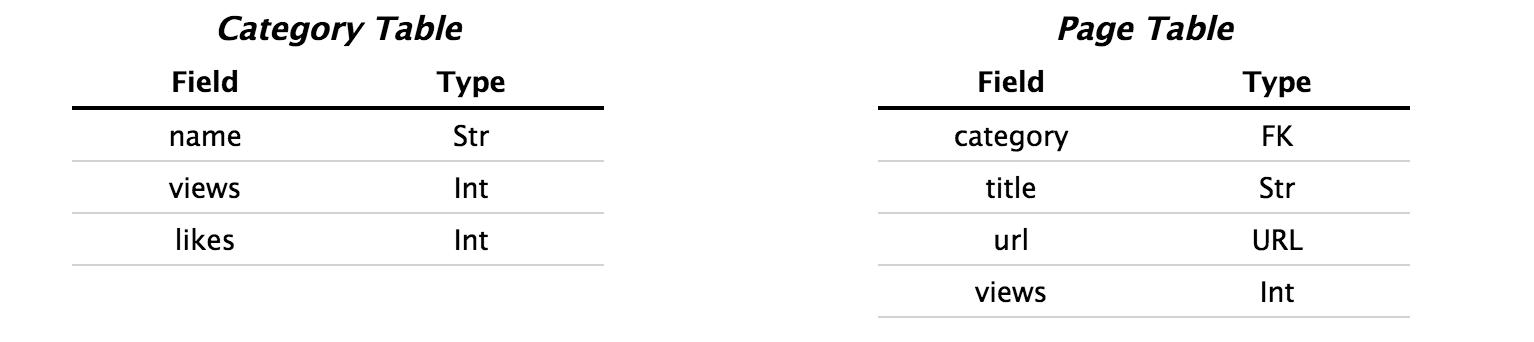 Category Table
Field Type
name Str
views Int
likes Int
Page Table
Field Type
category FK
title Str
url URL
views Int